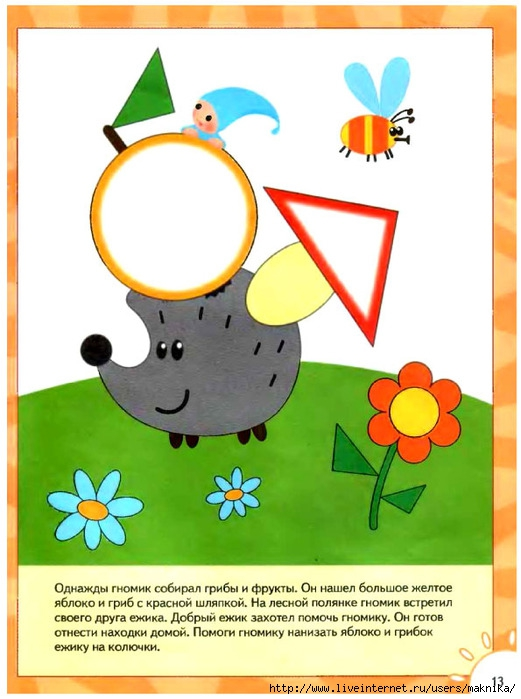 Однажды гномик собирал грибы и фрукты. Он нашел большое желтое
яблоко и гриб с красной шляпкой. На лесной полянке гномик встретил
своего друга ежика. Добрый ежик захотел помочь гномику. Он готов
отнести находки домой. Помоги гномику нанизать яблоко и грибок
ежику на колючки.
13
http://www.liveinternet.ru/users/maknika/